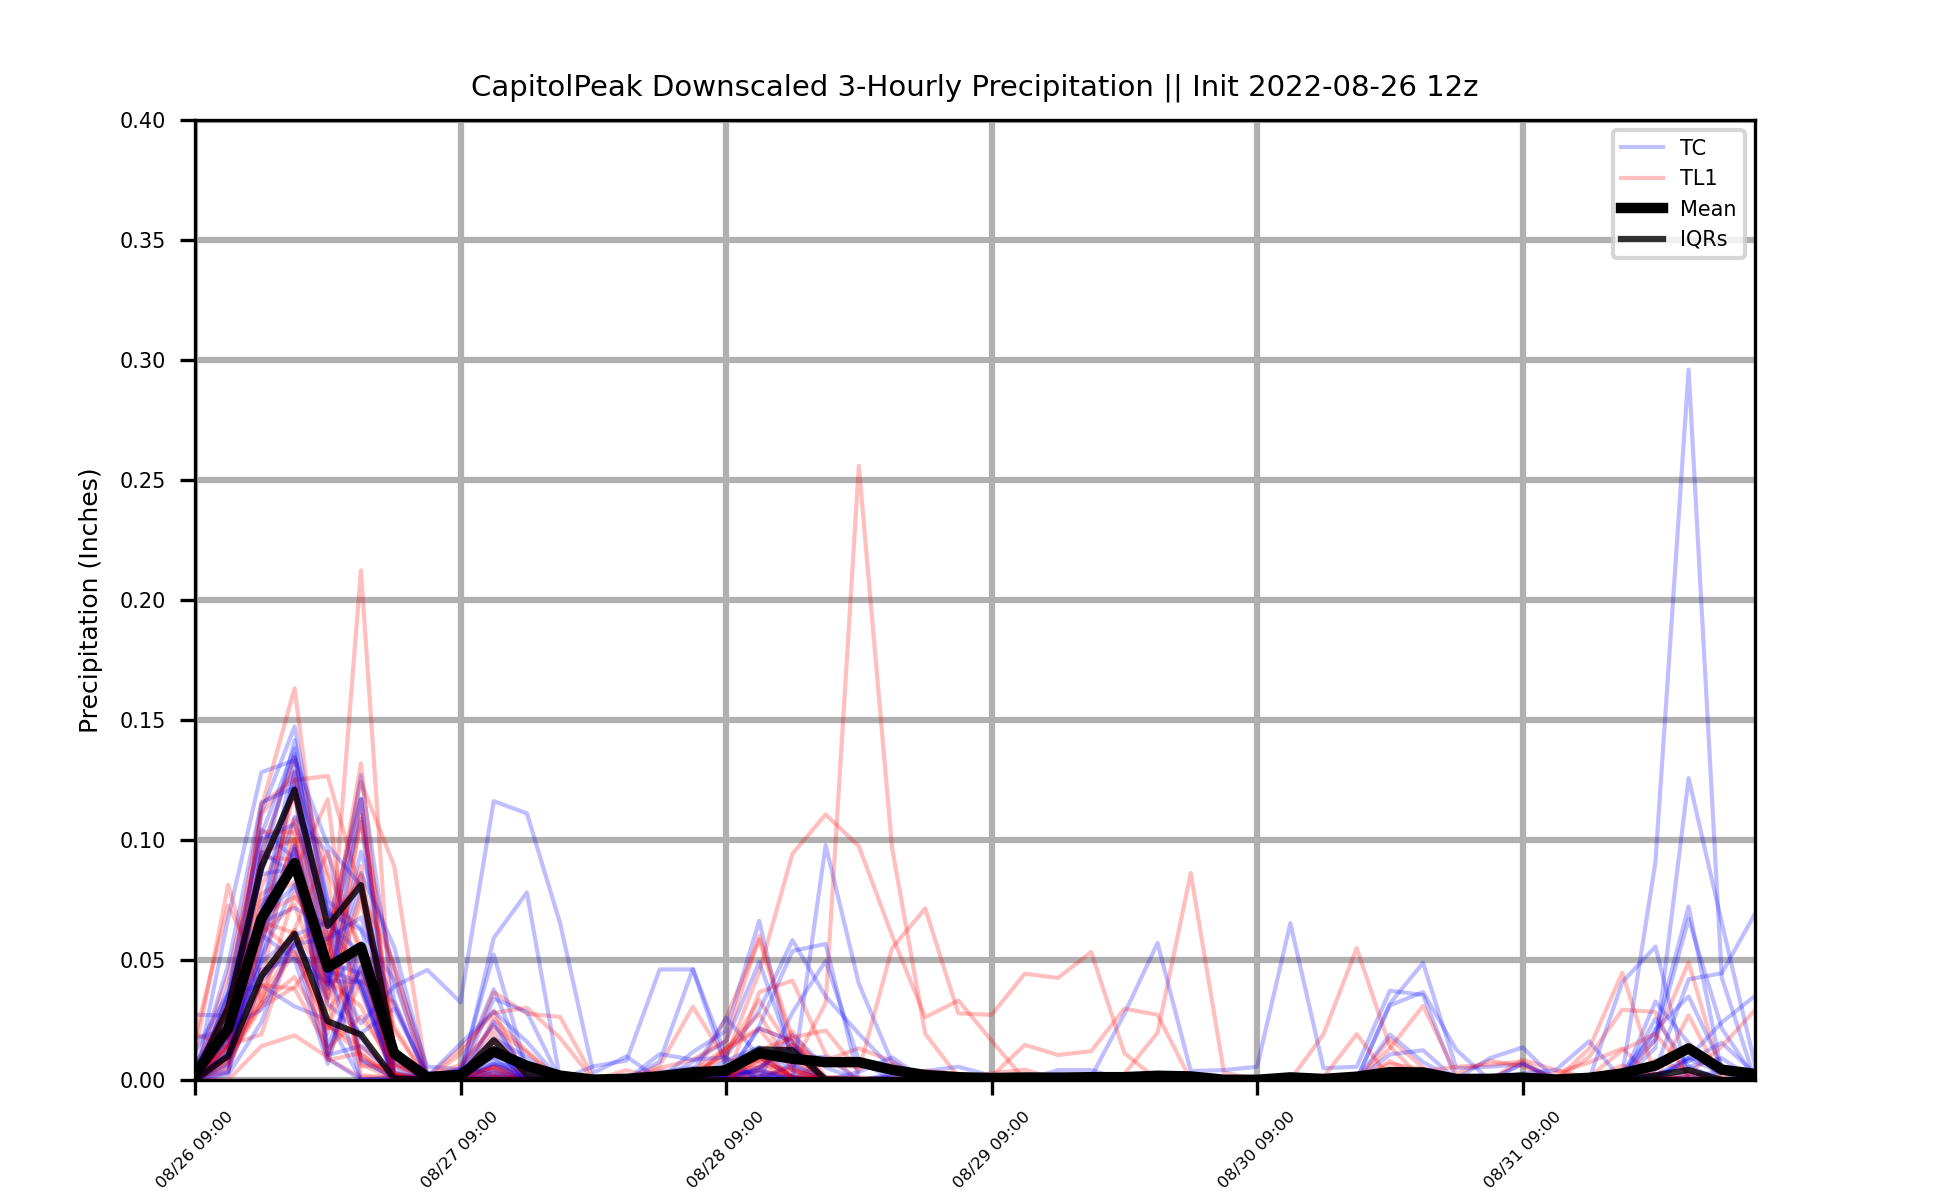 CapitolPeak Downscaled 3-Hourly Precipitation || Init 2022-08-26 12z
Precipitation (Inches)
0.40
0.35
0.30
0.25
0.20
0.15
0.10
0.05
0.00
TC
TL1
Mean
IQRs
08/26 09:00
08/27 09:00
08/28 09:00
08/29 09:00
08/30 09:00
08/31 09:00